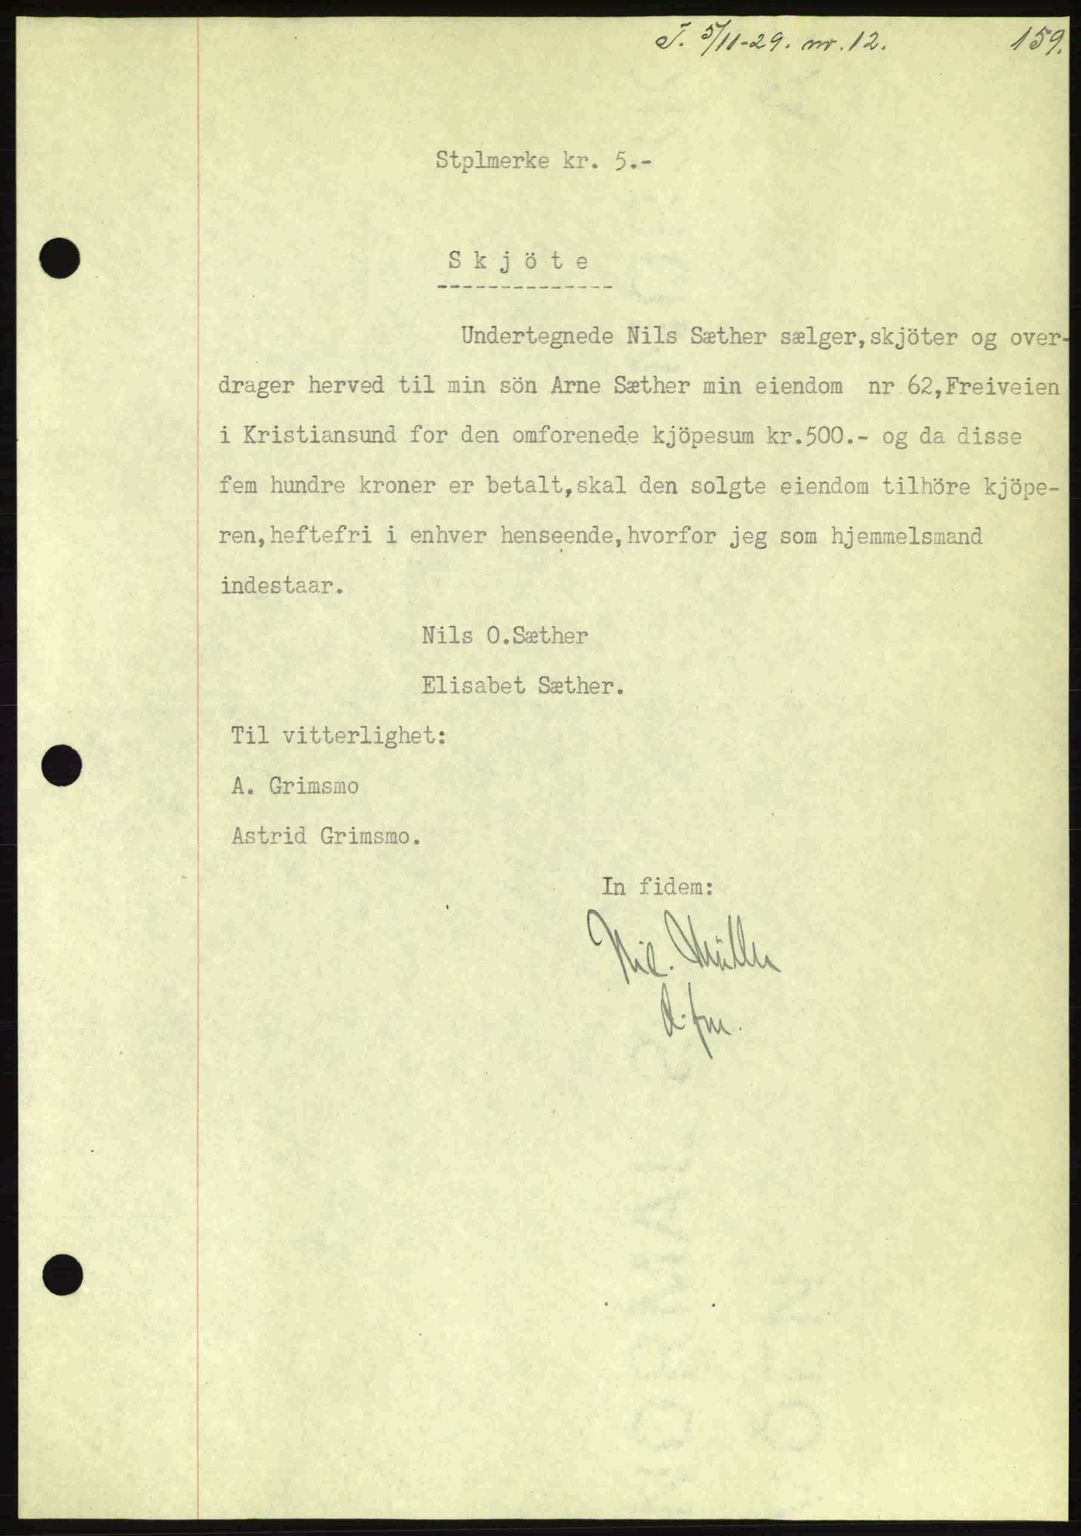 T. 5/11-29. nr. 12. 159.
Stplmerke kr. 5.-
Skjöte
Undertegnede Nils Sæther sælger,skjöter og over-
drager herved til min sön Arne Sæther min eiendom nr 62,Freiveien
i Kristiansund for den omforenede kjöpesum kr.500.- og da disse
fem hundre kroner er betalt,skal den solgte eiendom tilhöre kjöpe-
ren,heftefri i enhver henseende,hvorfor jeg som hjemmelsmand
indestaar.
Nils O.Sæther
Elisabet Sæther.
Til vitterlighet:
A. Grimsmo
Astrid Grimsmo.
In fidem:
Nic. Müller